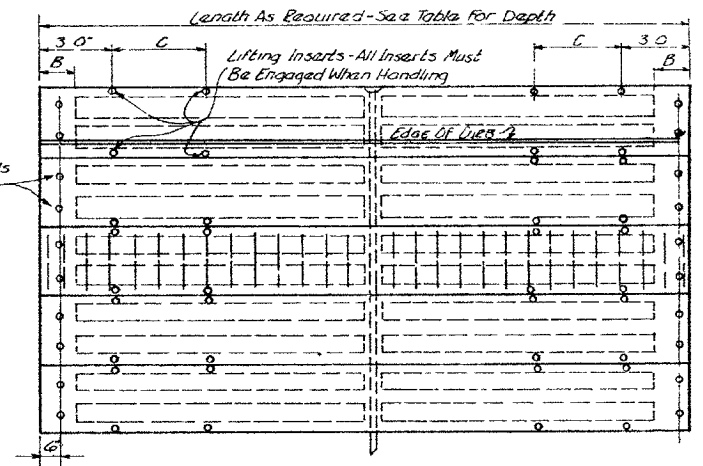 Length As Required-See Table For Depth
3 0" C C 3 0
B B
Lifting Inserts-All Inserts Must
Be Engaged When Handling
Edge Of
6"